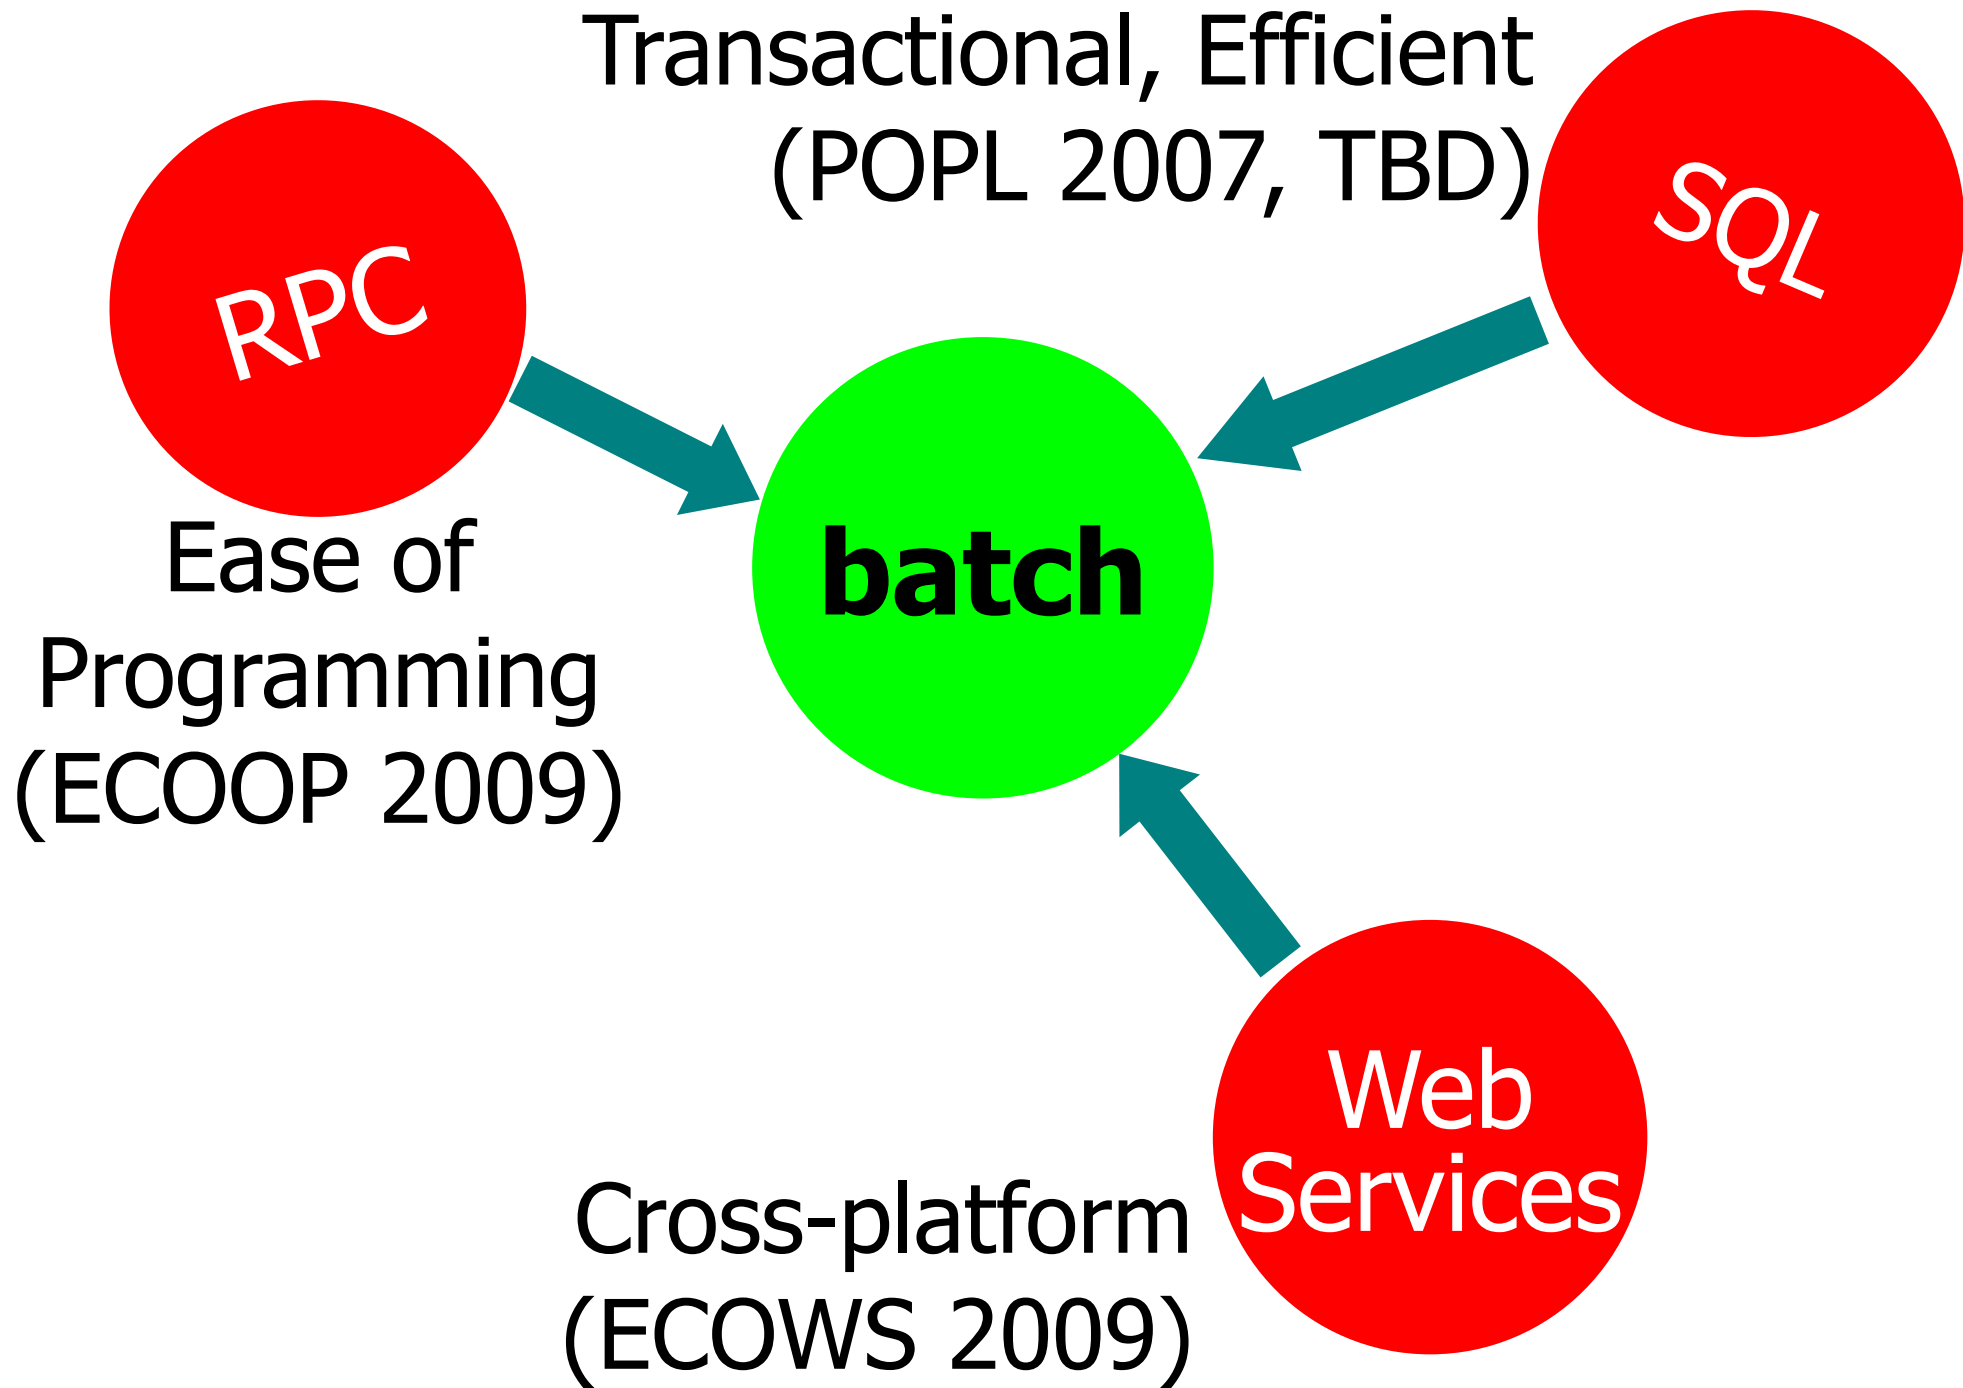 Transactional, Efficient
(POPL 2007, TBD)
SQL
RPC
Ease of
Programming
(ECOOP 2009)
batch
Web
Services
Cross-platform
(ECOWS 2009)